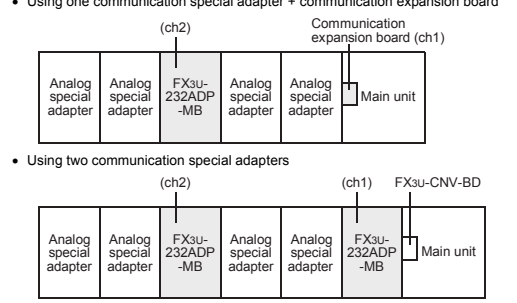 • Using one communication special adapter + communication expansion board
(ch2)
Communication
expansion board (ch1)
Analog special adapter
Analog special adapter
FX3U-232ADP-MB
Analog special adapter
Analog special adapter
Main unit
• Using two communication special adapters
(ch2)
(ch1)
FX3U-CNV-BD
Analog special adapter
Analog special adapter
FX3U-232ADP-MB
Analog special adapter
Analog special adapter
FX3U-232ADP-MB
Main unit